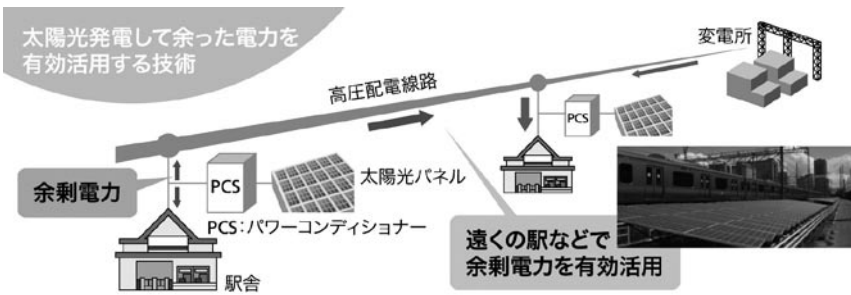 太陽光発電して余った電力を
有効活用する技術
変電所
高圧配電線路
PCS
余剰電力
PCS
太陽光パネル
PCS：パワーコンディショナー
駅舎
遠くの駅などで
余剰電力を有効活用